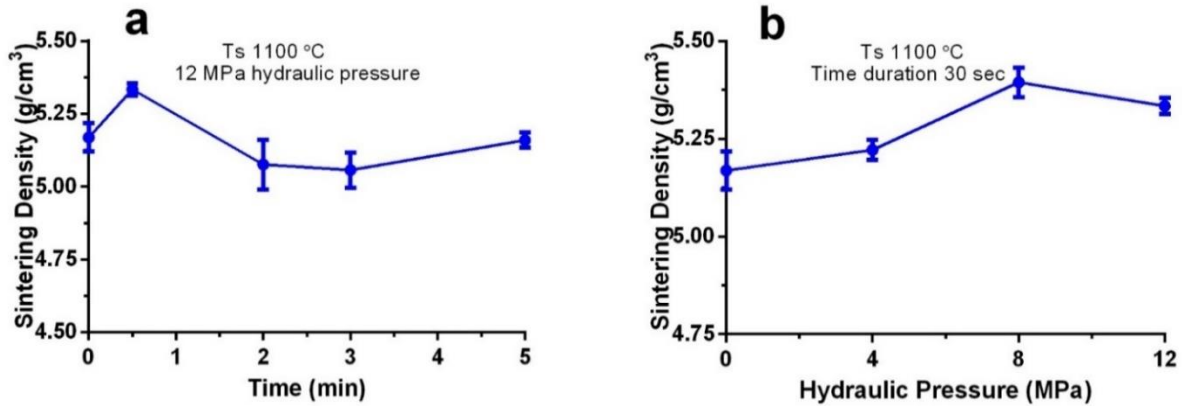 a
Ts 1100 °C
12 MPa hydraulic pressure
Sintering Density (g/cm³)
5.50
5.25
5.00
4.75
4.50
0 1 2 3 4 5
Time (min)
b
Ts 1100 °C
Time duration 30 sec
Sintering Density (g/cm³)
5.50
5.25
5.00
4.75
0 4 8 12
Hydraulic Pressure (MPa)